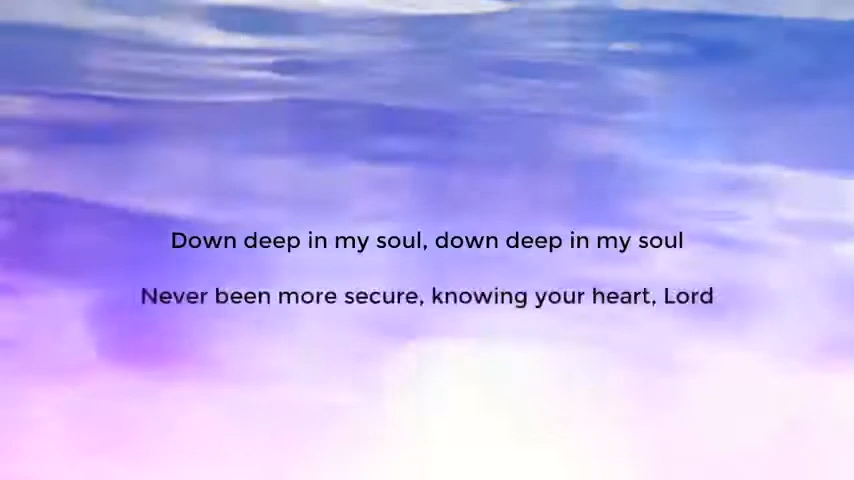 Down deep in my soul, down deep in my soul
Never been more secure, knowing your heart, Lord